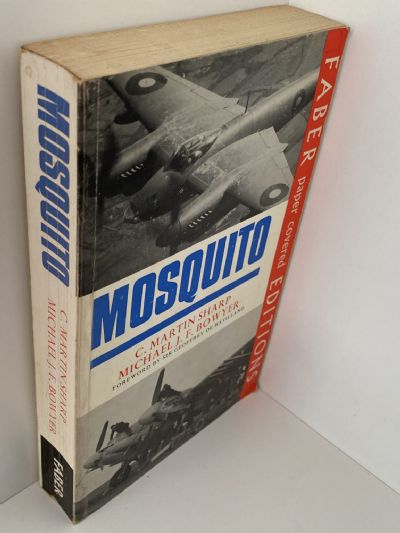 MOSQUITO
C. MARTIN SHARP
MICHAEL J. F. BOWYER
FOREWORD BY SIR GEOFFREY DE HAVILLAND
FABER paper covered EDITIONS
MOSQUITO
C. MARTIN SHARP
MICHAEL J. F. BOWYER
FABER